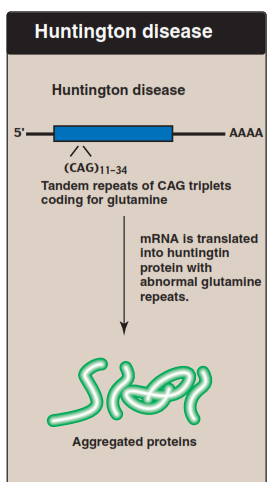 Huntington disease
Huntington disease
5' AAAA
(CAG)11-34
Tandem repeats of CAG triplets
coding for glutamine
mRNA is translated
into huntingtin
protein with
abnormal glutamine
repeats.
Aggregated proteins